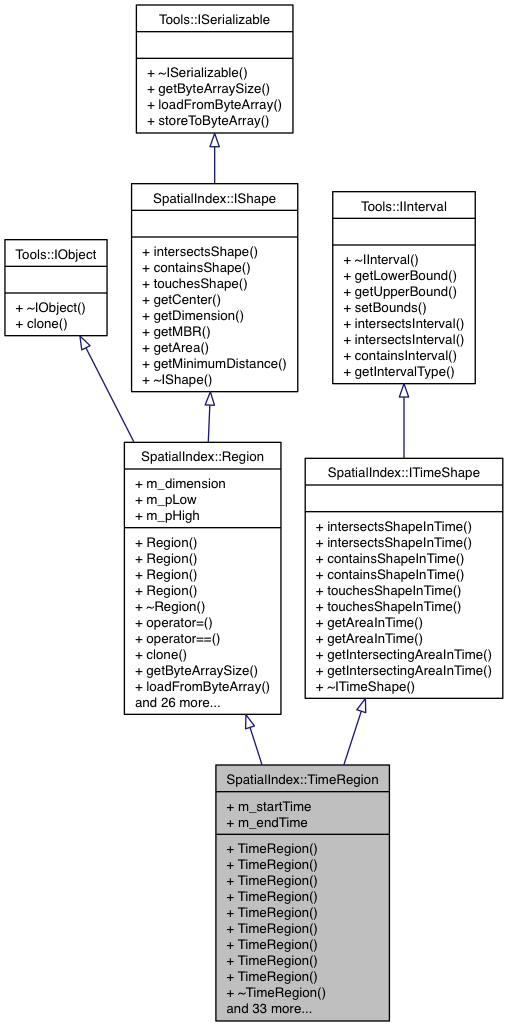 Tools::ISerializable
+ ~ISerializable()
+ getByteArraySize()
+ loadFromByteArray()
+ storeToByteArray()
SpatialIndex::IShape
+ intersectsShape()
+ containsShape()
+ touchesShape()
+ getCenter()
+ getDimension()
+ getMBR()
+ getArea()
+ getMinimumDistance()
+ ~IShape()
Tools::IInterval
+ ~IInterval()
+ getLowerBound()
+ getUpperBound()
+ setBounds()
+ intersectsInterval()
+ intersectsInterval()
+ containsInterval()
+ getIntervalType()
Tools::IObject
+ ~IObject()
+ clone()
SpatialIndex::Region
+ m_dimension
+ m_pLow
+ m_pHigh
+ Region()
+ Region()
+ Region()
+ Region()
+ ~Region()
+ operator=()
+ operator==()
+ clone()
+ getByteArraySize()
+ loadFromByteArray()
and 26 more...
SpatialIndex::ITimeShape
+ intersectsShapeInTime()
+ intersectsShapeInTime()
+ containsShapeInTime()
+ containsShapeInTime()
+ touchesShapeInTime()
+ touchesShapeInTime()
+ getAreaInTime()
+ getAreaInTime()
+ getIntersectingAreaInTime()
+ getIntersectingAreaInTime()
+ ~ITimeShape()
SpatialIndex::TimeRegion
+ m_startTime
+ m_endTime
+ TimeRegion()
+ TimeRegion()
+ TimeRegion()
+ TimeRegion()
+ TimeRegion()
+ TimeRegion()
+ TimeRegion()
+ TimeRegion()
+ TimeRegion()
+ ~TimeRegion()
and 33 more...